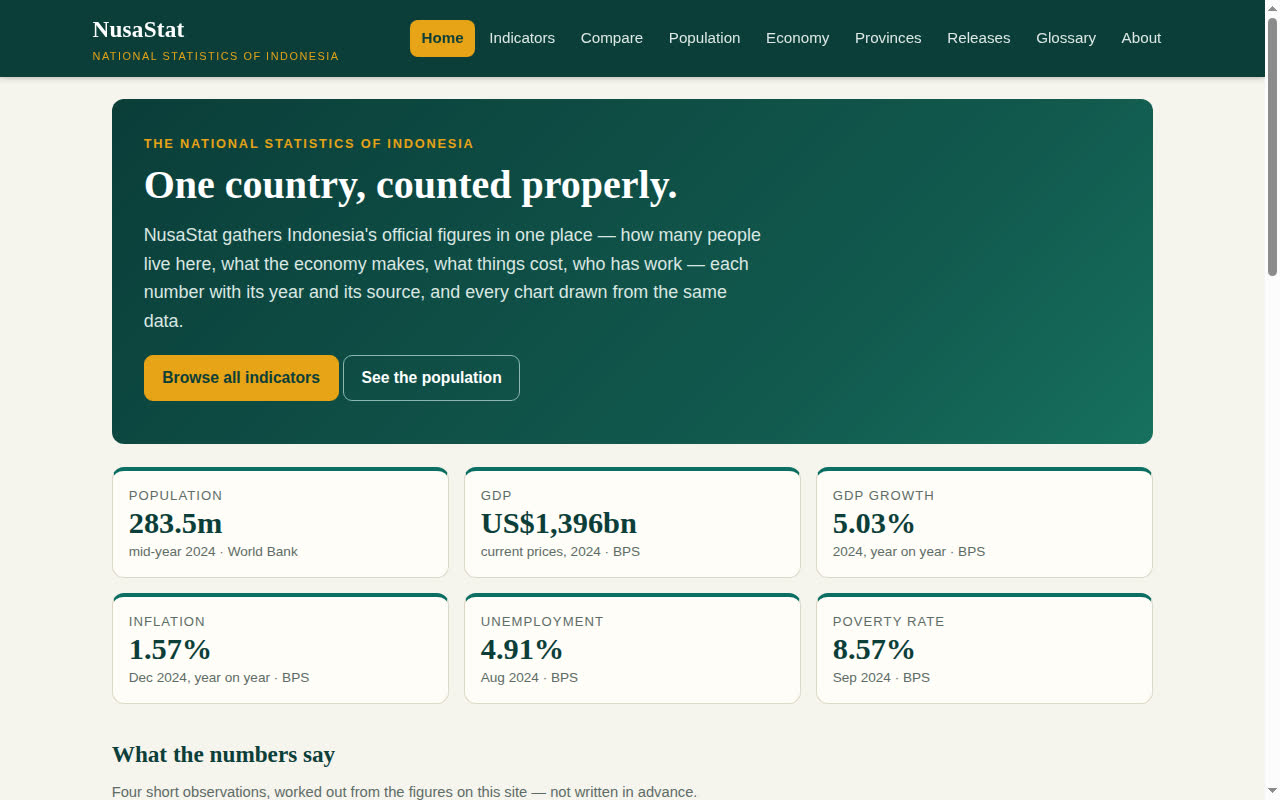 NusaStat
NATIONAL STATISTICS OF INDONESIA
Home Indicators Compare Population Economy Provinces Releases Glossary About
THE NATIONAL STATISTICS OF INDONESIA
One country, counted properly.
NusaStat gathers Indonesia's official figures in one place — how many people
live here, what the economy makes, what things cost, who has work — each
number with its year and its source, and every chart drawn from the same
data.
Browse all indicators See the population
POPULATION
283.5m
mid-year 2024 · World Bank
GDP
US$1,396bn
current prices, 2024 · BPS
GDP GROWTH
5.03%
2024, year on year · BPS
INFLATION
1.57%
Dec 2024, year on year · BPS
UNEMPLOYMENT
4.91%
Aug 2024 · BPS
POVERTY RATE
8.57%
Sep 2024 · BPS
What the numbers say
Four short observations, worked out from the figures on this site — not written in advance.